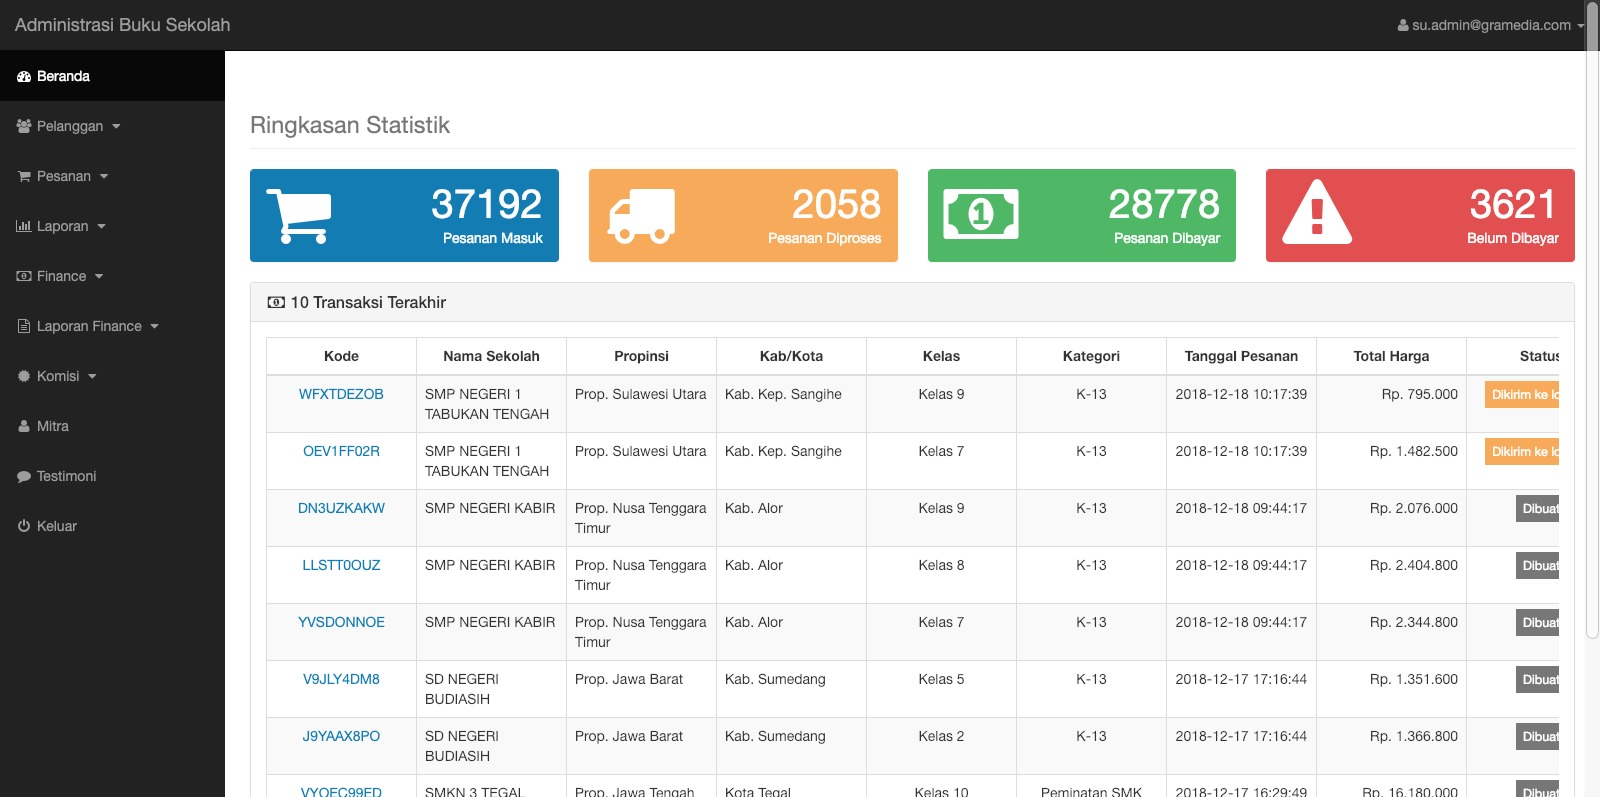 Administrasi Buku Sekolah
su.admin@gramedia.com
Beranda
Pelanggan
Pesanan
Laporan
Finance
Laporan Finance
Komisi
Mitra
Testimoni
Keluar
Ringkasan Statistik
37192
Pesanan Masuk
2058
Pesanan Diproses
28778
Pesanan Dibayar
3621
Belum Dibayar
10 Transaksi Terakhir
Kode Nama Sekolah Propinsi Kab/Kota Kelas Kategori Tanggal Pesanan Total Harga Status
WFXTDEZOB SMP NEGERI 1 Prop. Sulawesi Utara Kab. Kep. Sangihe Kelas 9 K-13 2018-12-18 10:17:39 Rp. 795.000 Dikirim ke lo
TABUKAN TENGAH
OEV1FF02R SMP NEGERI 1 Prop. Sulawesi Utara Kab. Kep. Sangihe Kelas 7 K-13 2018-12-18 10:17:39 Rp. 1.482.500 Dikirim ke lo
TABUKAN TENGAH
DN3UZKAKW SMP NEGERI KABIR Prop. Nusa Tenggara Kab. Alor Kelas 9 K-13 2018-12-18 09:44:17 Rp. 2.076.000 Dibuat
Timur
LLSTT0OUZ SMP NEGERI KABIR Prop. Nusa Tenggara Kab. Alor Kelas 8 K-13 2018-12-18 09:44:17 Rp. 2.404.800 Dibuat
Timur
YVSDONNOE SMP NEGERI KABIR Prop. Nusa Tenggara Kab. Alor Kelas 7 K-13 2018-12-18 09:44:17 Rp. 2.344.800 Dibuat
Timur
V9JLY4DM8 SD NEGERI Prop. Jawa Barat Kab. Sumedang Kelas 5 K-13 2018-12-17 17:16:44 Rp. 1.351.600 Dibuat
BUDIASIH
J9YAAX8PO SD NEGERI Prop. Jawa Barat Kab. Sumedang Kelas 2 K-13 2018-12-17 17:16:44 Rp. 1.366.800 Dibuat
BUDIASIH
VYOEC99FD SMKN 3 TEGAL Prop. Jawa Tengah Kota Tegal Kelas 10 Peminatan SMK 2018-12-17 16:29:49 Rp. 16.180.000 Dibuat